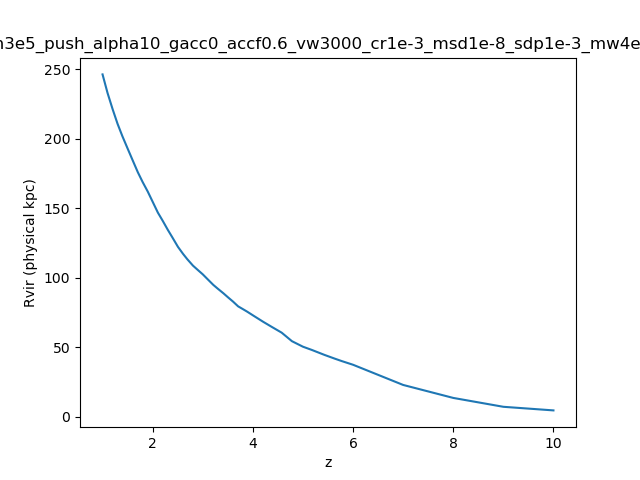 h3e5_push_alpha10_gacc0_accf0.6_vw3000_cr1e-3_msd1e-8_sdp1e-3_mw4e
250
200
150
100
50
0
Rvir (physical kpc)
2 4 6 8 10
z